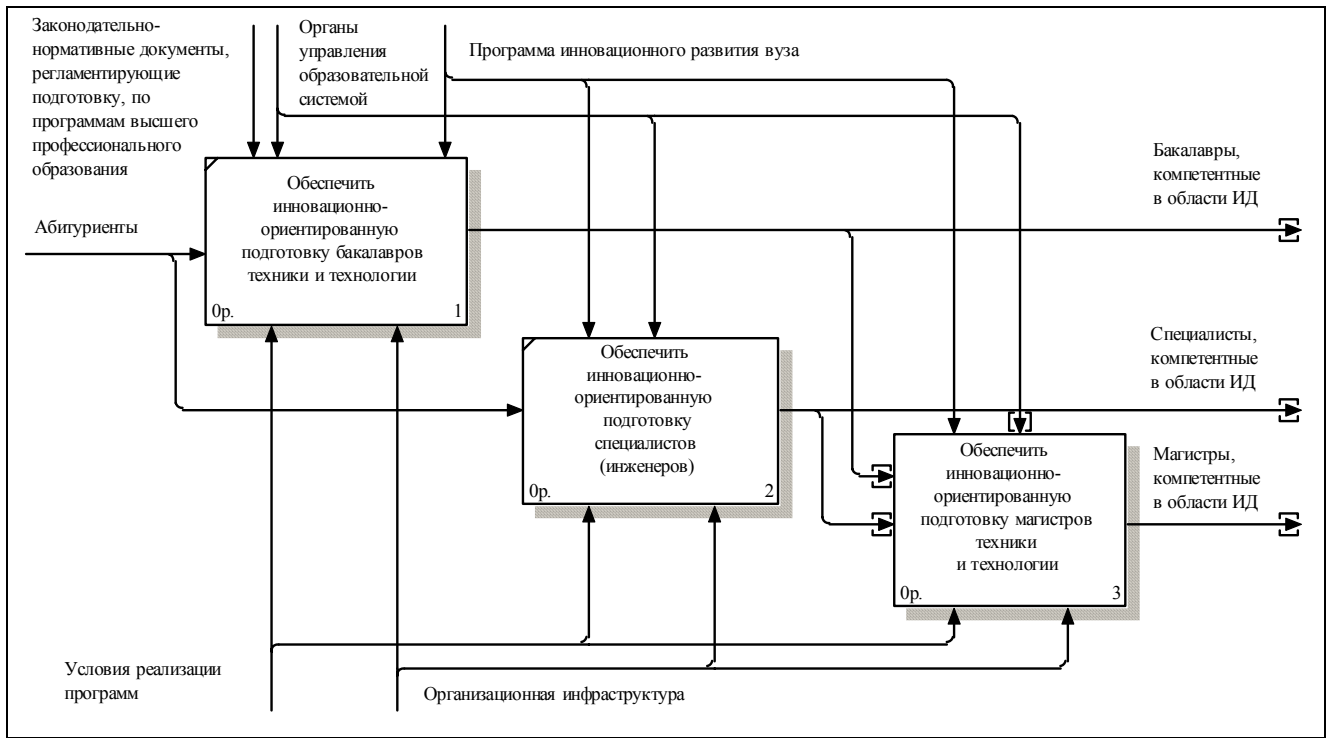 Законодательно-
нормативные документы,
регламентирующие
подготовку, по
программам высшего
профессионального
образования
Органы
управления
образовательной
системой
Программа инновационного развития вуза
Абитуриенты
Обеспечить
инновационно-
ориентированную
подготовку бакалавров
техники и технологии
0р.
1
Бакалавры,
компетентные
в области ИД
Обеспечить
инновационно-
ориентированную
подготовку
специалистов
(инженеров)
0р.
2
Специалисты,
компетентные
в области ИД
Обеспечить
инновационно-
ориентированную
подготовку магистров
техники
и технологии
0р.
3
Магистры,
компетентные
в области ИД
Условия реализации
программ
Организационная инфраструктура